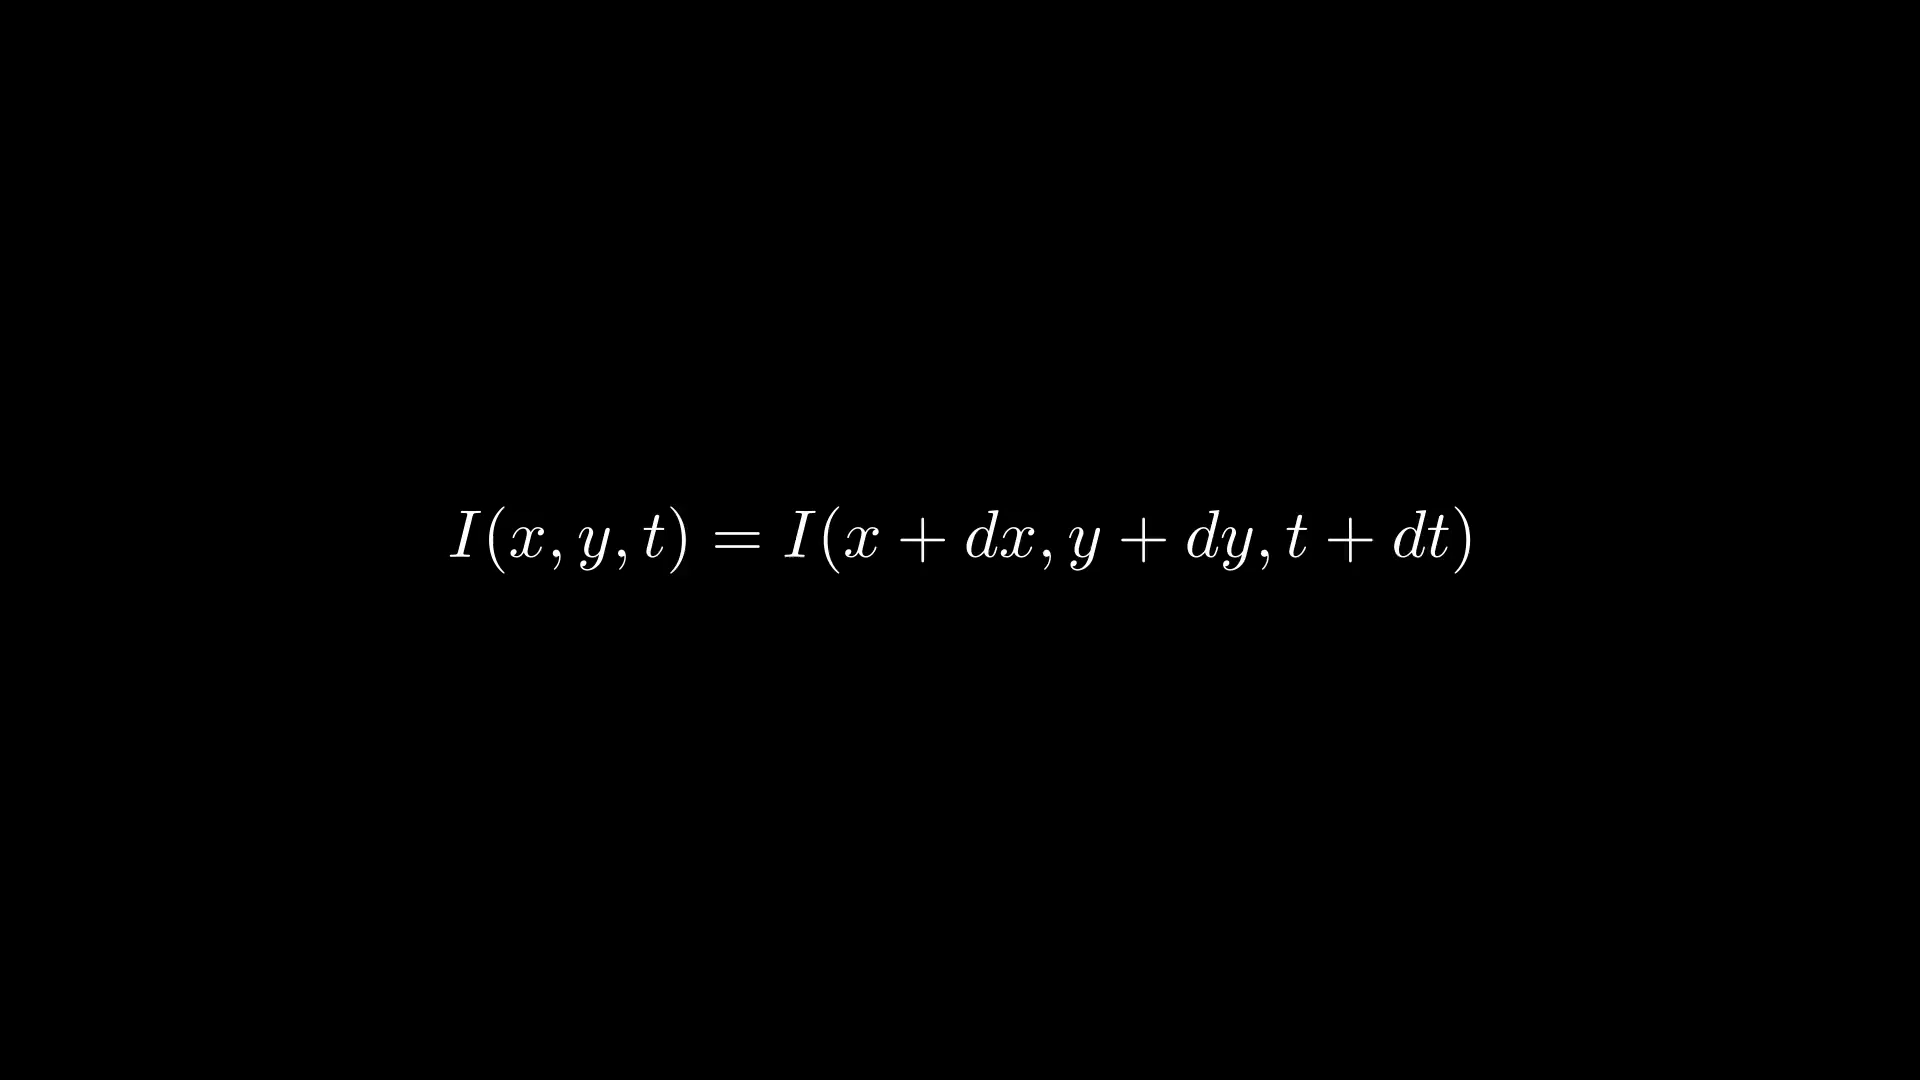 I(x, y, t) = I(x + dx, y + dy, t + dt)